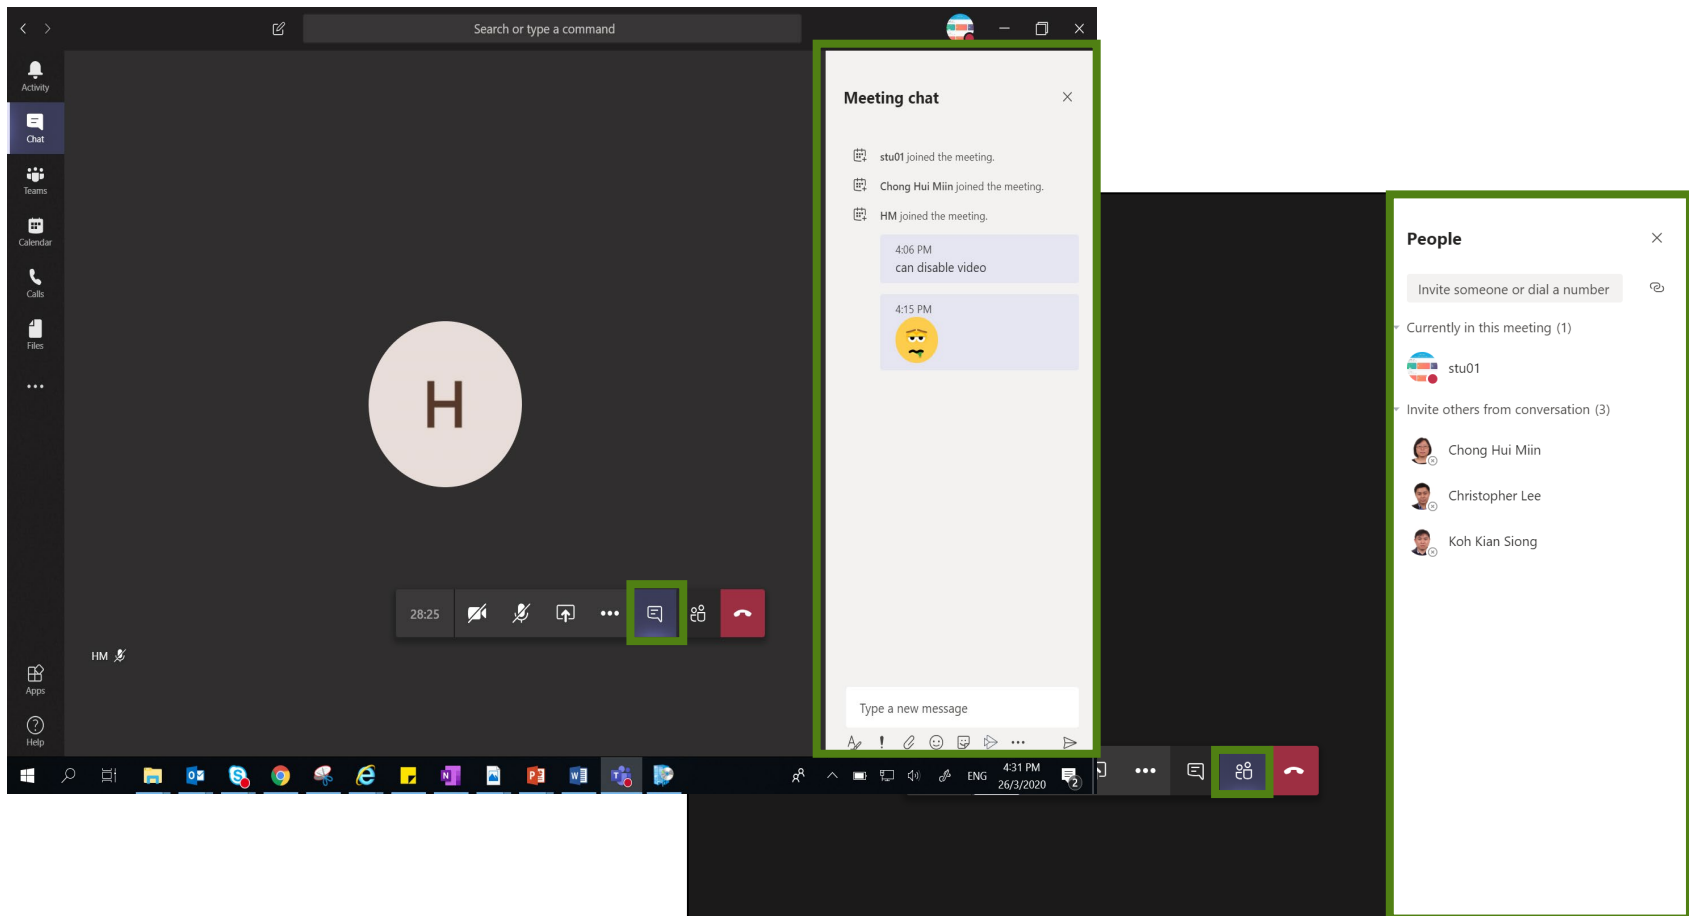 Search or type a command
Activity
Chat
Teams
Calendar
Calls
Files
Apps
Help
H
28:25
HM
Meeting chat
stu01 joined the meeting.
Chong Hui Miin joined the meeting.
HM joined the meeting.
4:06 PM
can disable video
4:15 PM
Type a new message
ENG
4:31 PM
26/3/2020
2
People
Invite someone or dial a number
Currently in this meeting (1)
stu01
Invite others from conversation (3)
Chong Hui Miin
Christopher Lee
Koh Kian Siong